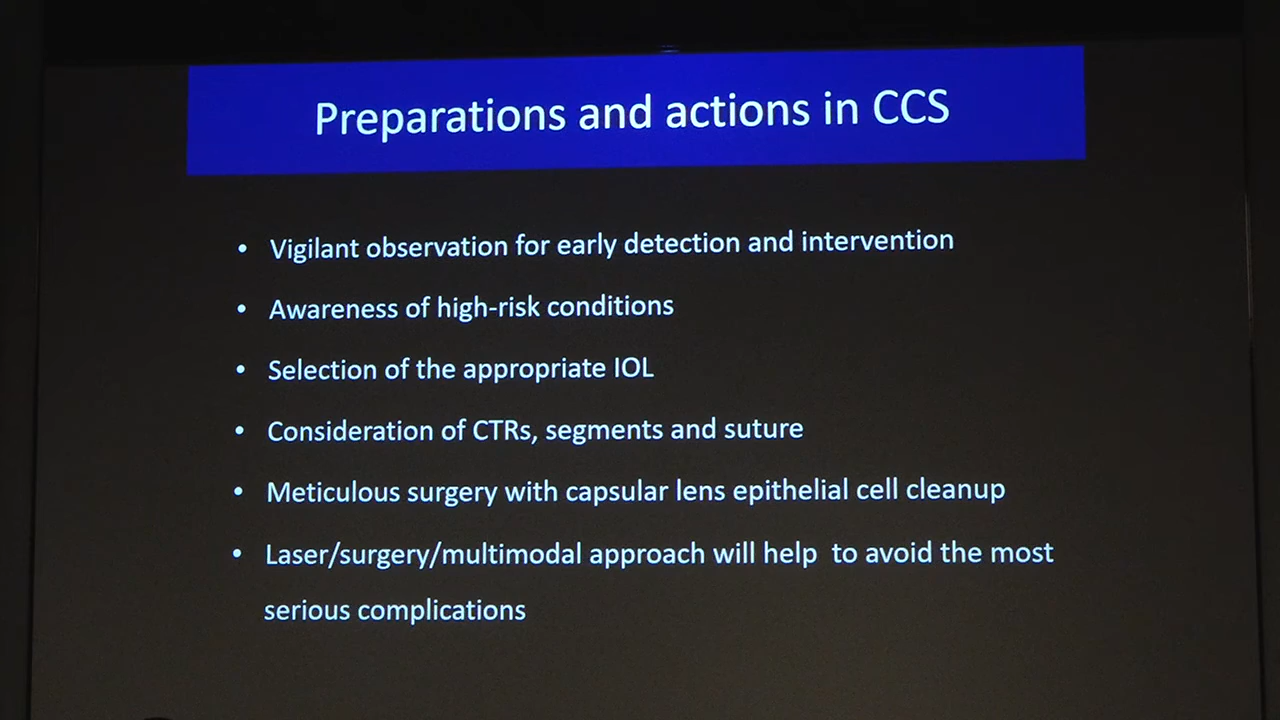 Preparations and actions in CCS
• Vigilant observation for early detection and intervention
• Awareness of high-risk conditions
• Selection of the appropriate IOL
• Consideration of CTRs, segments and suture
• Meticulous surgery with capsular lens epithelial cell cleanup
• Laser/surgery/multimodal approach will help to avoid the most
serious complications